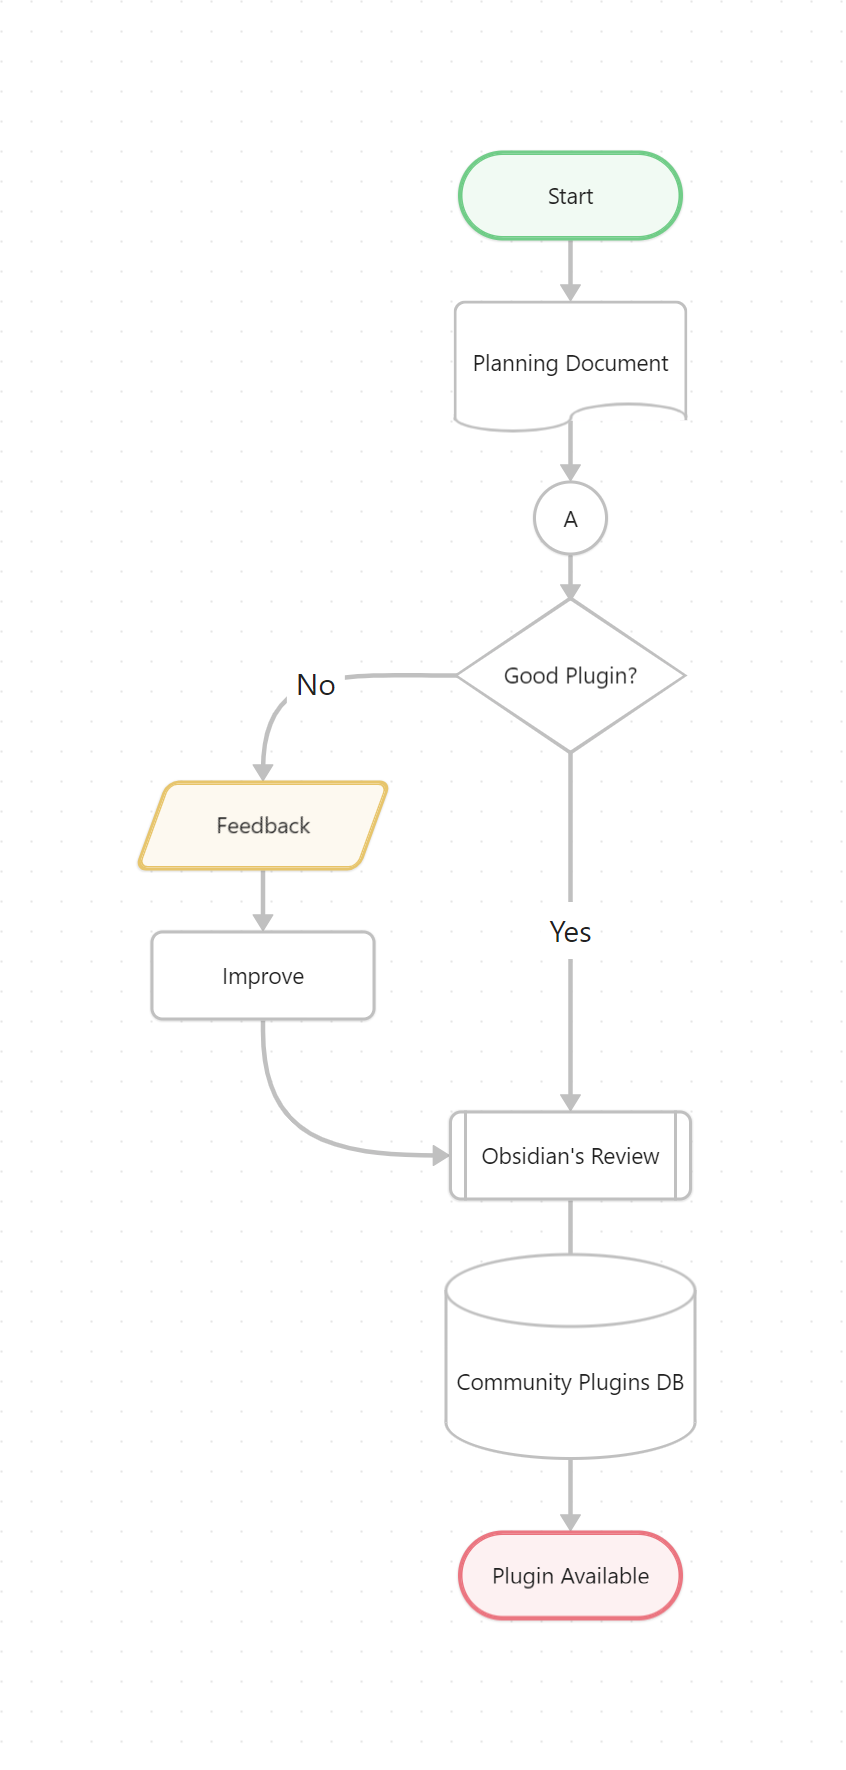 Start
Planning Document
A
Good Plugin?
No
Feedback
Improve
Yes
Obsidian's Review
Community Plugins DB
Plugin Available